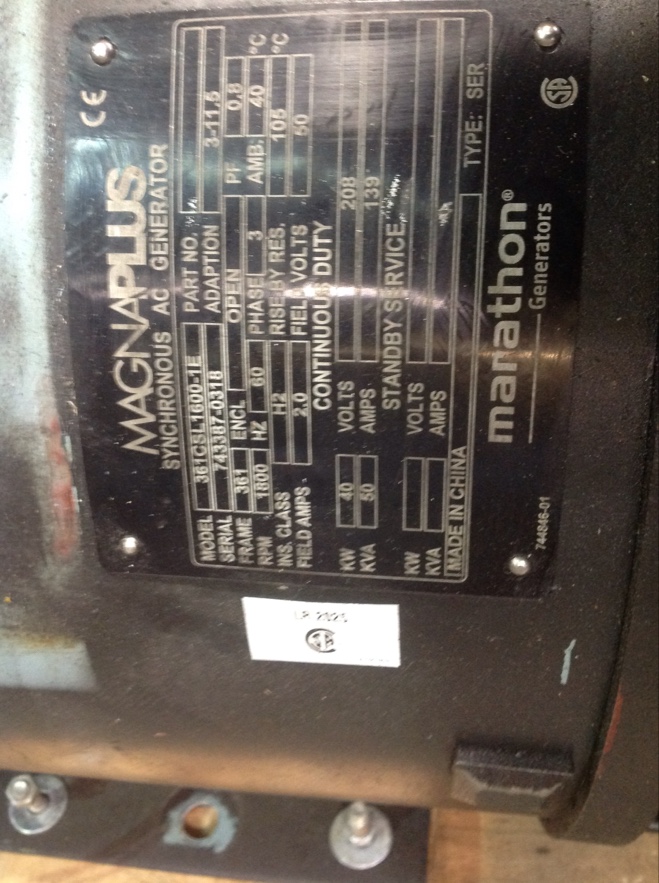 CE
MAGNAPLUS
SYNCHRONOUS AC GENERATOR
MODEL 361CSL1600-1E PART NO.
SERIAL 743387-0318 ADAPTION 3-11.5
FRAME 361 ENCL OPEN PF 0.8
RPM 1800 HZ 60 PHASE 3 AMB. 40 °C
INS. CLASS H2 RISE BY RES. 105 °C
FIELD AMPS 2.0 FIELD VOLTS 50
CONTINUOUS DUTY
KW 40 VOLTS 208
KVA 50 AMPS 139
STANDBY SERVICE
KW VOLTS
KVA AMPS
MADE IN CHINA TYPE: SER
marathon®
Generators
744846-01
SA
LR 2025